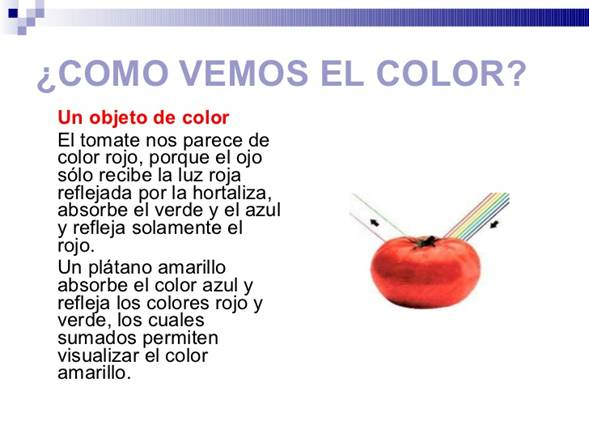 ¿COMO VEMOS EL COLOR?
Un objeto de color
El tomate nos parece de
color rojo, porque el ojo
sólo recibe la luz roja
reflejada por la hortaliza,
absorbe el verde y el azul
y refleja solamente el
rojo.
Un plátano amarillo
absorbe el color azul y
refleja los colores rojo y
verde, los cuales
sumados permiten
visualizar el color
amarillo.